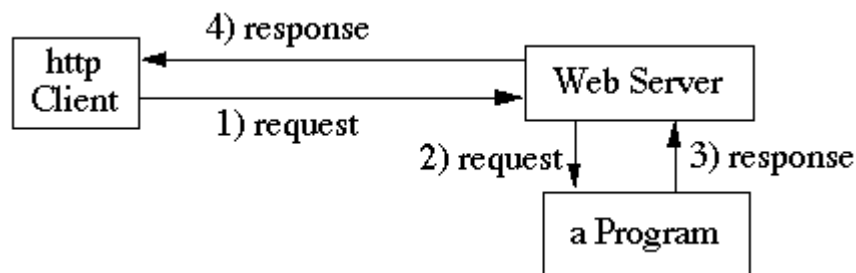 4) response
http
Client
Web Server
1) request
2) request
3) response
a Program